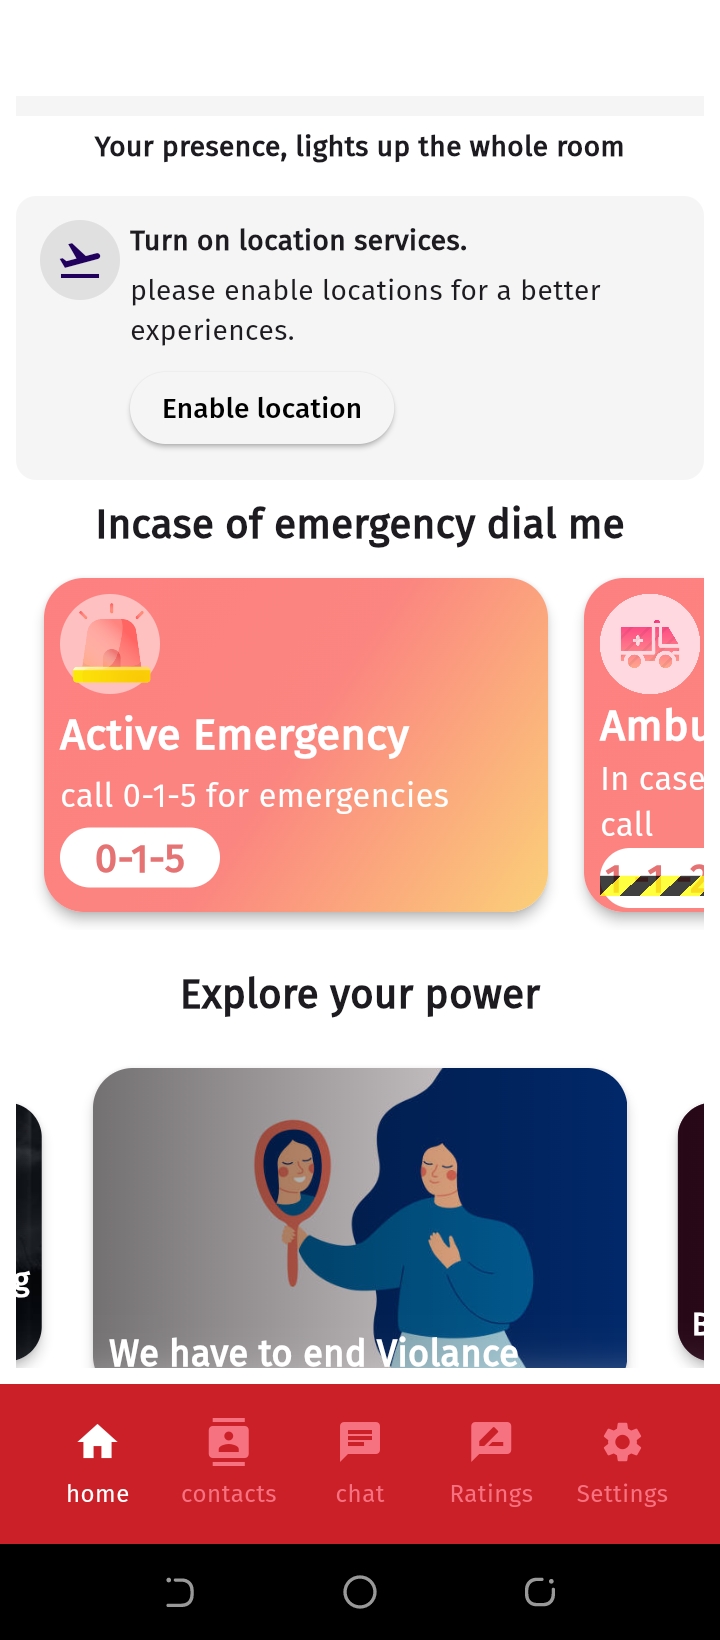 Your presence, lights up the whole room
Turn on location services.
please enable locations for a better
experiences.
Enable location
Incase of emergency dial me
Active Emergency
call 0-1-5 for emergencies
0-1-5
In case
call
Explore your power
We have to end Violance
home
contacts
chat
Ratings
Settings